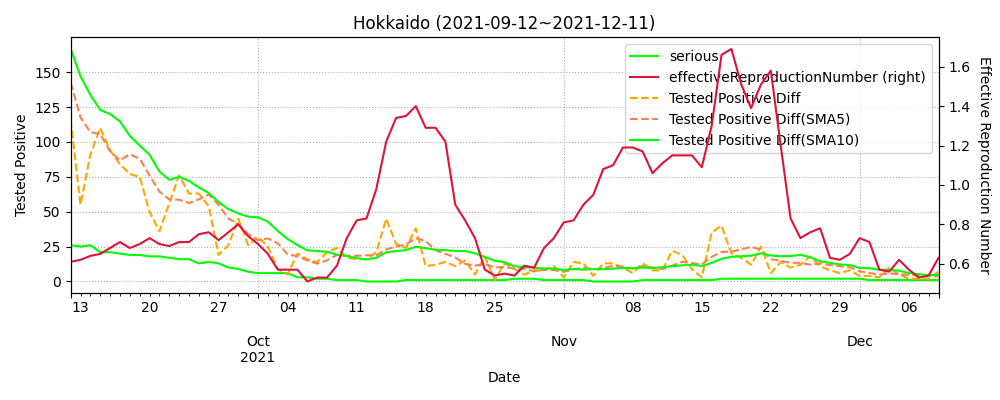 Hokkaido (2021-09-12~2021-12-11)
serious
effectiveReproductionNumber (right)
Tested Positive Diff
Tested Positive Diff(SMA5)
Tested Positive Diff(SMA10)
Tested Positive
150
125
100
75
50
25
0
1.6
1.4
1.2
1.0
0.8
0.6
Effective Reproduction Number
13 20 27 04 11 18 25 08 15 22 29 06
Oct Nov Dec
2021
Date